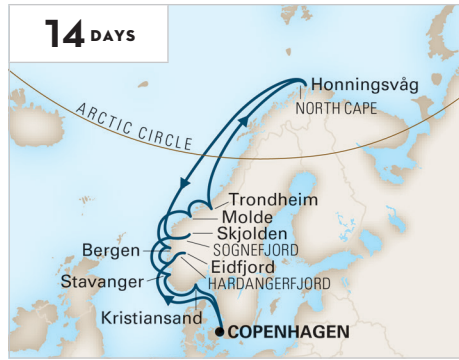 14 DAYS
Honningsvåg
NORTH CAPE
ARCTIC CIRCLE
Trondheim
Molde
Skjolden
SOGNEFJORD
Bergen
Eidfjord
Stavanger
HARDANGERFJORD
Kristiansand
COPENHAGEN